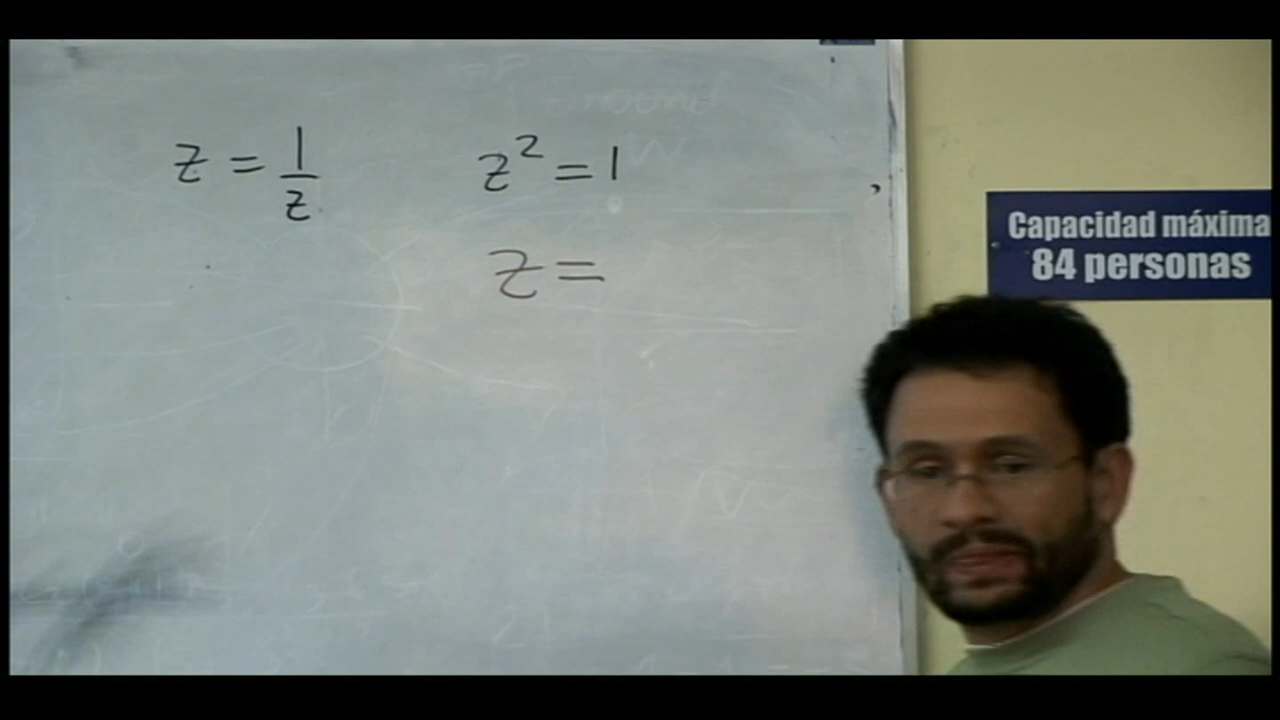 z = 1/z
z² = 1
z =
Capacidad máxima
84 personas